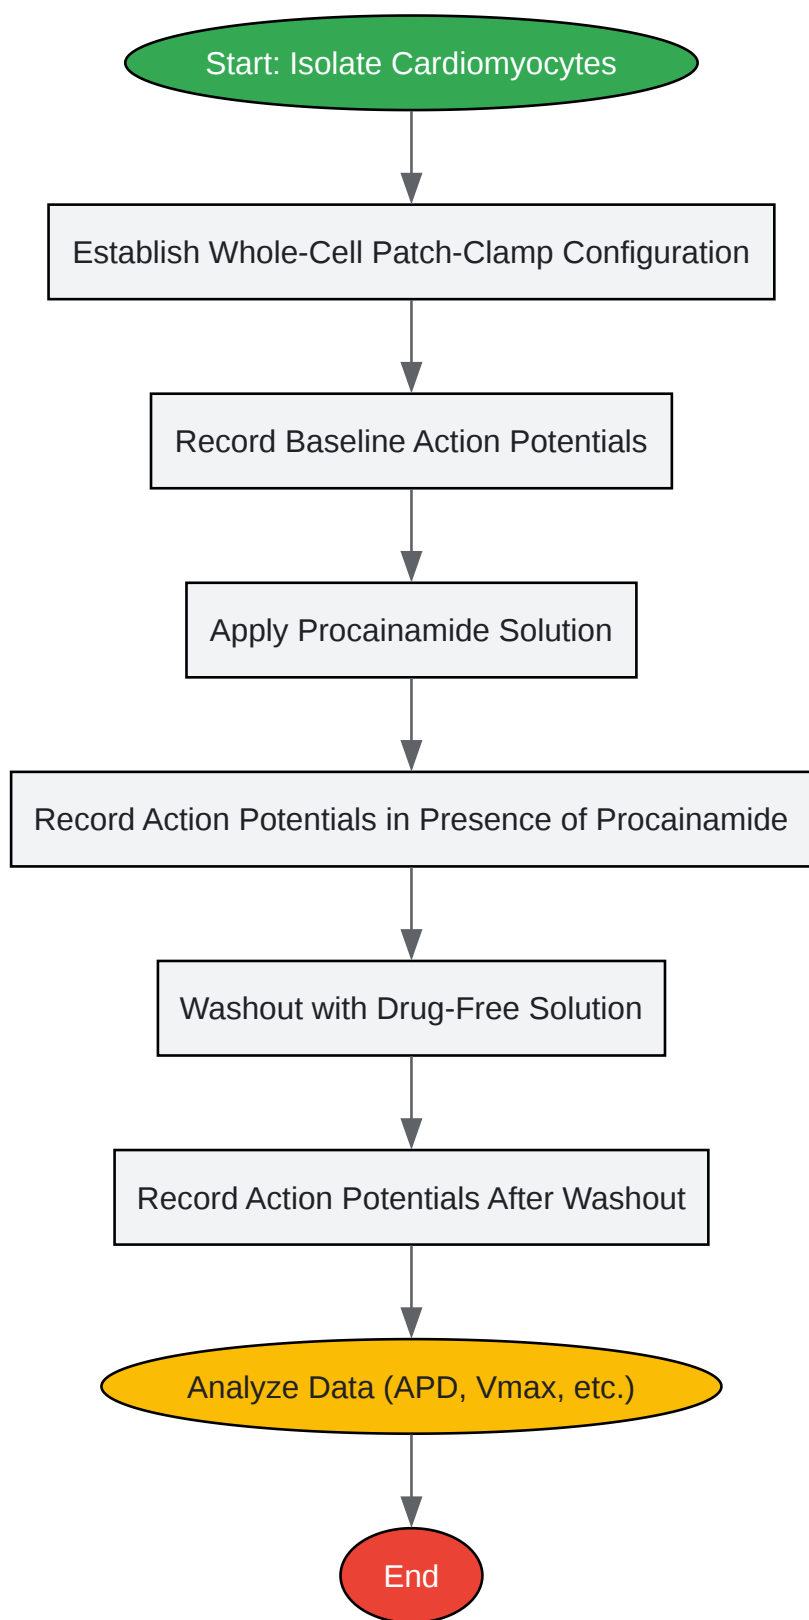 Start: Isolate Cardiomyocytes
Establish Whole-Cell Patch-Clamp Configuration
Record Baseline Action Potentials
Apply Procainamide Solution
Record Action Potentials in Presence of Procainamide
Washout with Drug-Free Solution
Record Action Potentials After Washout
Analyze Data (APD, Vmax, etc.)
End